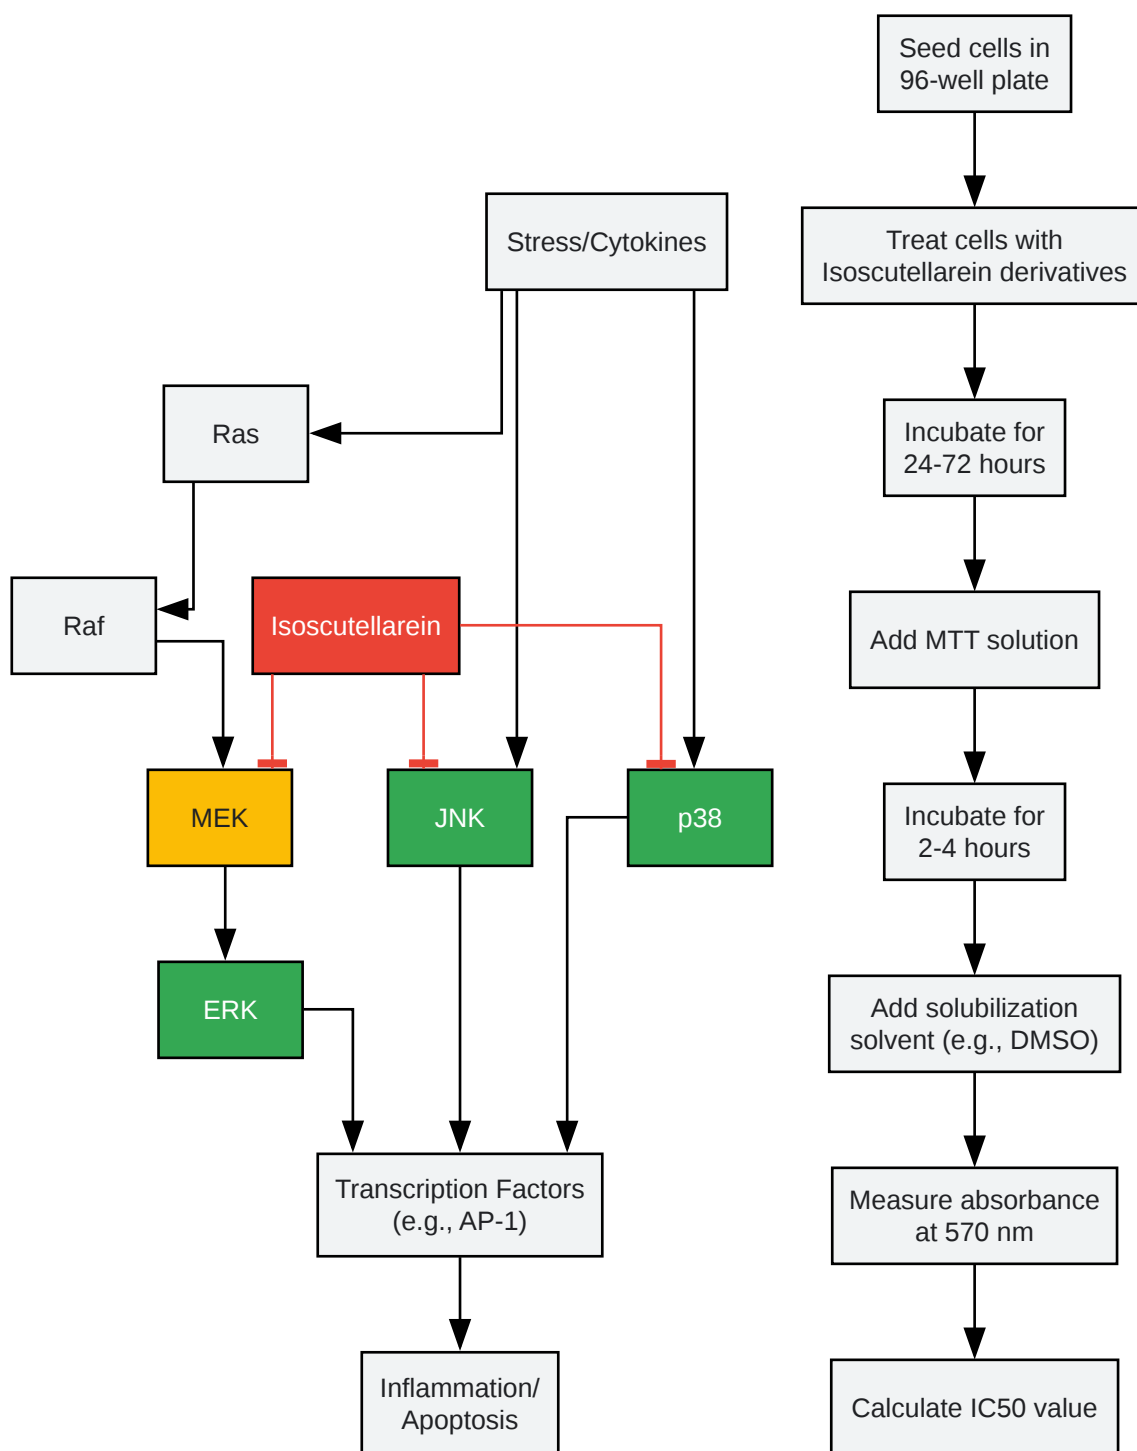 Stress/Cytokines
Ras
Raf
Isoscutellarein
MEK
JNK
p38
ERK
Transcription Factors
(e.g., AP-1)
Inflammation/
Apoptosis
Seed cells in
96-well plate
Treat cells with
Isoscutellarein derivatives
Incubate for
24-72 hours
Add MTT solution
Incubate for
2-4 hours
Add solubilization
solvent (e.g., DMSO)
Measure absorbance
at 570 nm
Calculate IC50 value